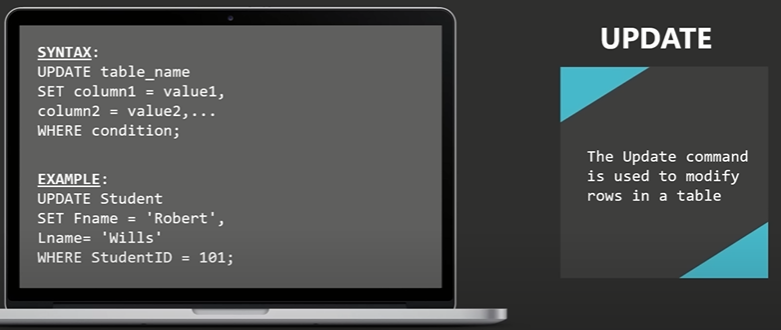 SYNTAX:
UPDATE table_name
SET column1 = value1,
column2 = value2,...
WHERE condition;
EXAMPLE:
UPDATE Student
SET Fname = 'Robert',
Lname= 'Wills'
WHERE StudentID = 101;
UPDATE
The Update command
is used to modify
rows in a table